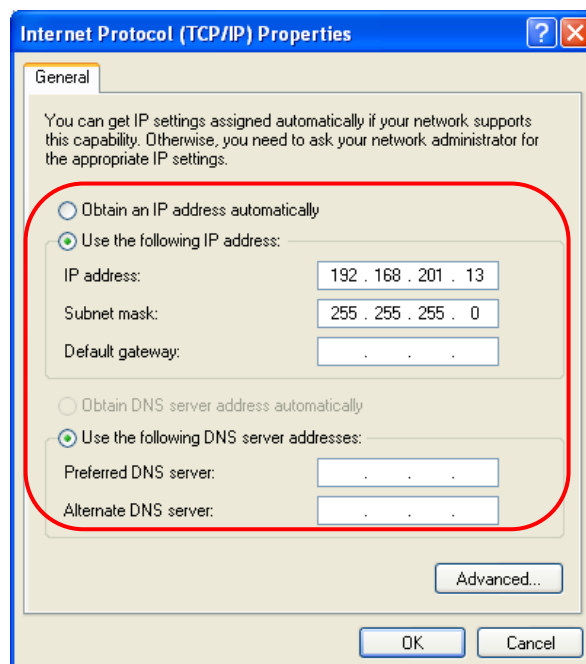 Internet Protocol (TCP/IP) Properties
General
You can get IP settings assigned automatically if your network supports
this capability. Otherwise, you need to ask your network administrator for
the appropriate IP settings.
Obtain an IP address automatically
Use the following IP address:
IP address: 192 . 168 . 201 . 13
Subnet mask: 255 . 255 . 255 . 0
Default gateway: . . .
Obtain DNS server address automatically
Use the following DNS server addresses:
Preferred DNS server: . . .
Alternate DNS server: . . .
Advanced...
OK Cancel